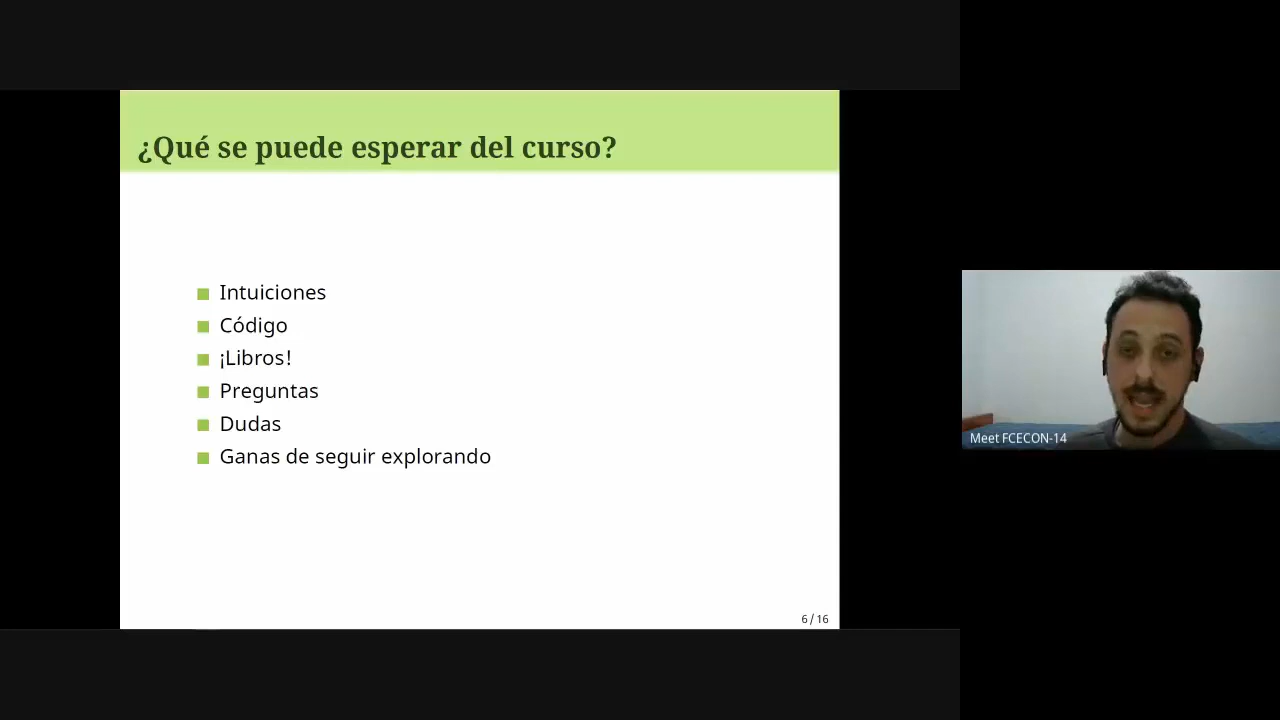 ¿Qué se puede esperar del curso?
Intuiciones
Código
¡Libros!
Preguntas
Dudas
Ganas de seguir explorando
6 / 16
Meet FCECON-14